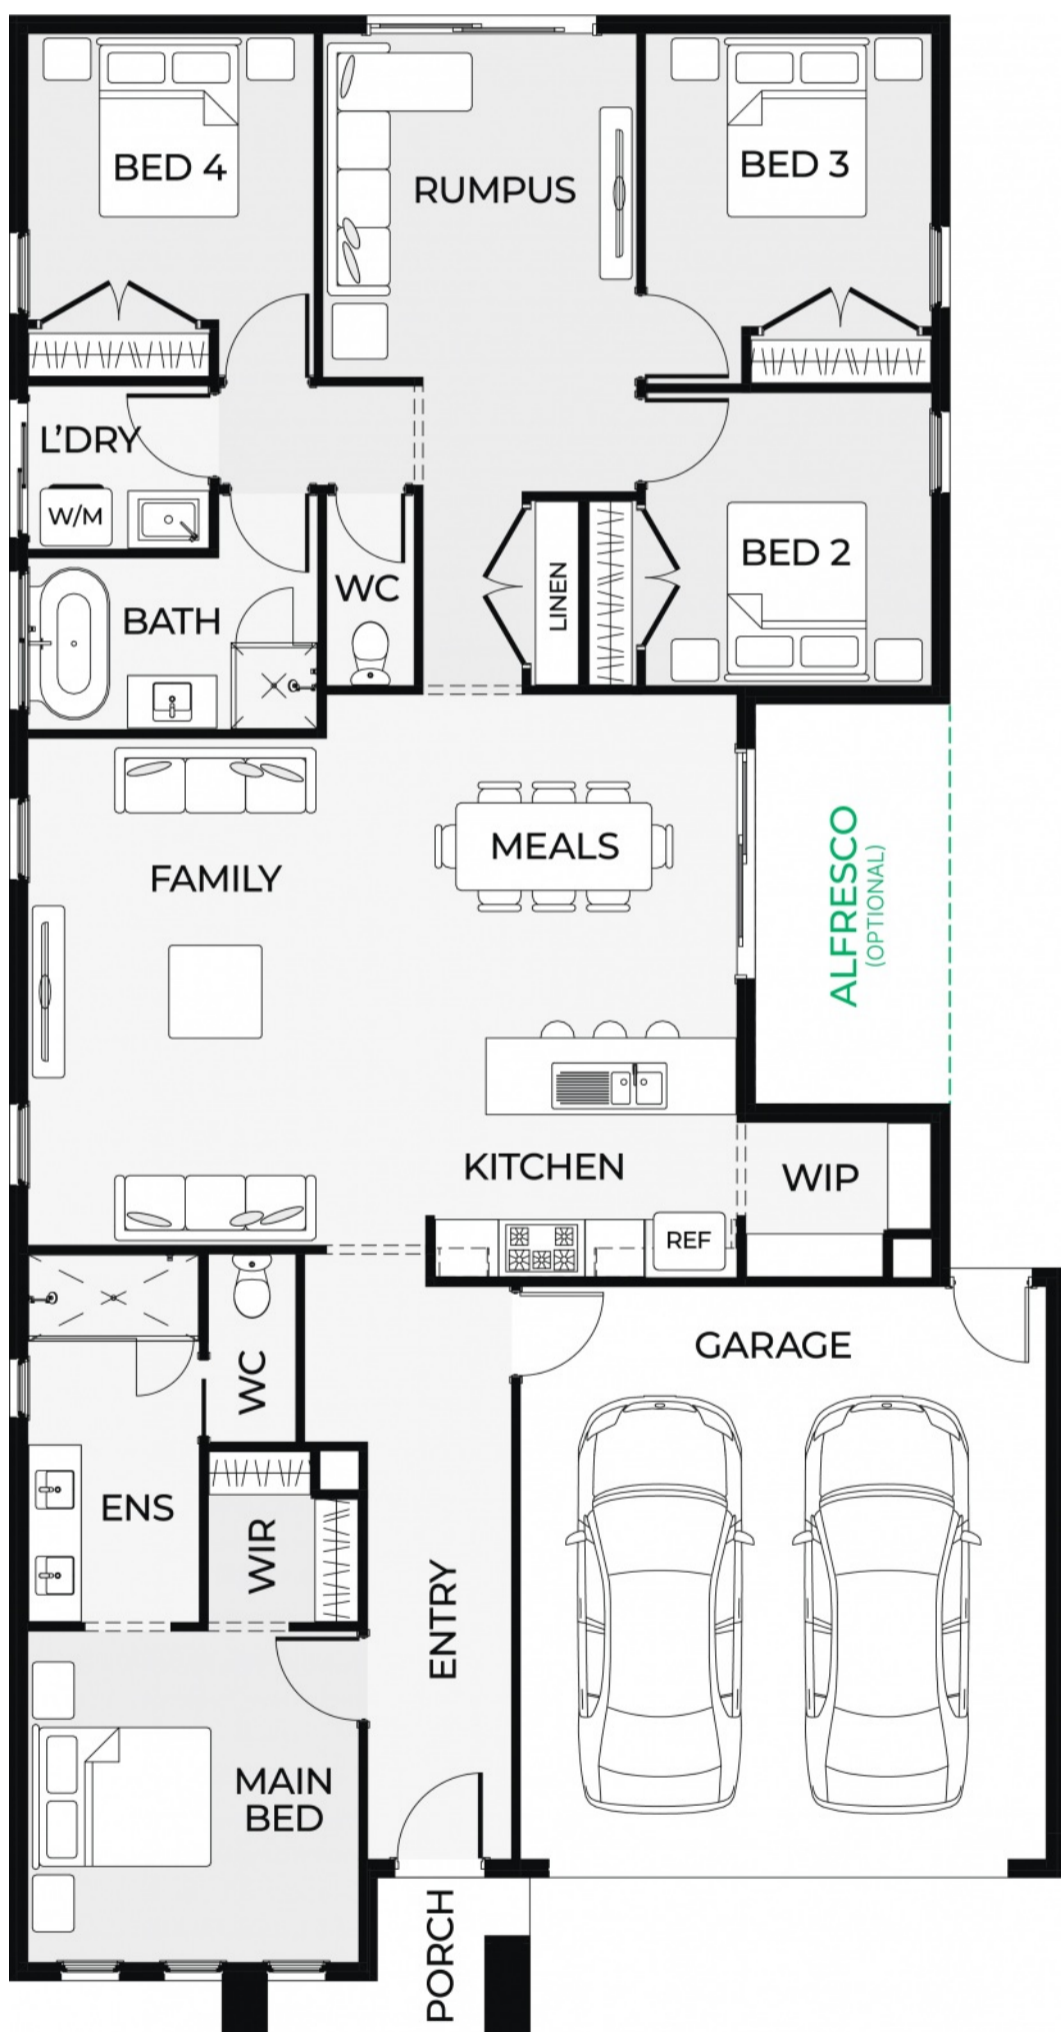 BED 4
RUMPUS
BED 3
L'DRY
W/M
BATH
WC
LINEN
BED 2
FAMILY
MEALS
ALFRESCO
(OPTIONAL)
KITCHEN
WIP
REF
GARAGE
WC
ENS
WIR
ENTRY
MAIN
BED
PORCH